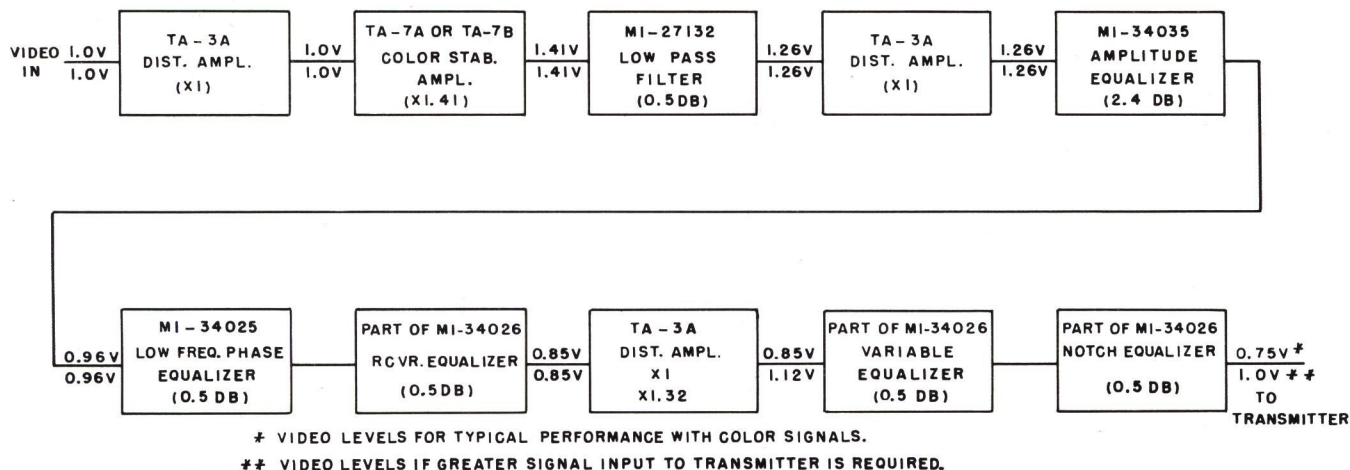 VIDEO IN
1.0V
1.0V
TA-3A
DIST. AMPL.
(X1)
1.0V
1.0V
TA-7A OR TA-7B
COLOR STAB.
AMPL.
(X1.41)
1.41V
1.41V
MI-27132
LOW PASS
FILTER
(0.5DB)
1.26V
1.26V
TA-3A
DIST. AMPL.
(X1)
1.26V
1.26V
MI-34035
AMPLITUDE
EQUALIZER
(2.4 DB)
0.96V
0.96V
MI-34025
LOW FREQ. PHASE
EQUALIZER
(0.5 DB)
PART OF MI-34026
RCVR. EQUALIZER
(0.5DB)
0.85V
0.85V
TA-3A
DIST. AMPL.
X1
X1.32
0.85V
1.12V
PART OF MI-34026
VARIABLE
EQUALIZER
(0.5 DB)
PART OF MI-34026
NOTCH EQUALIZER
(0.5 DB)
0.75V*
1.0V**
TO
TRANSMITTER
* VIDEO LEVELS FOR TYPICAL PERFORMANCE WITH COLOR SIGNALS.
** VIDEO LEVELS IF GREATER SIGNAL INPUT TO TRANSMITTER IS REQUIRED.